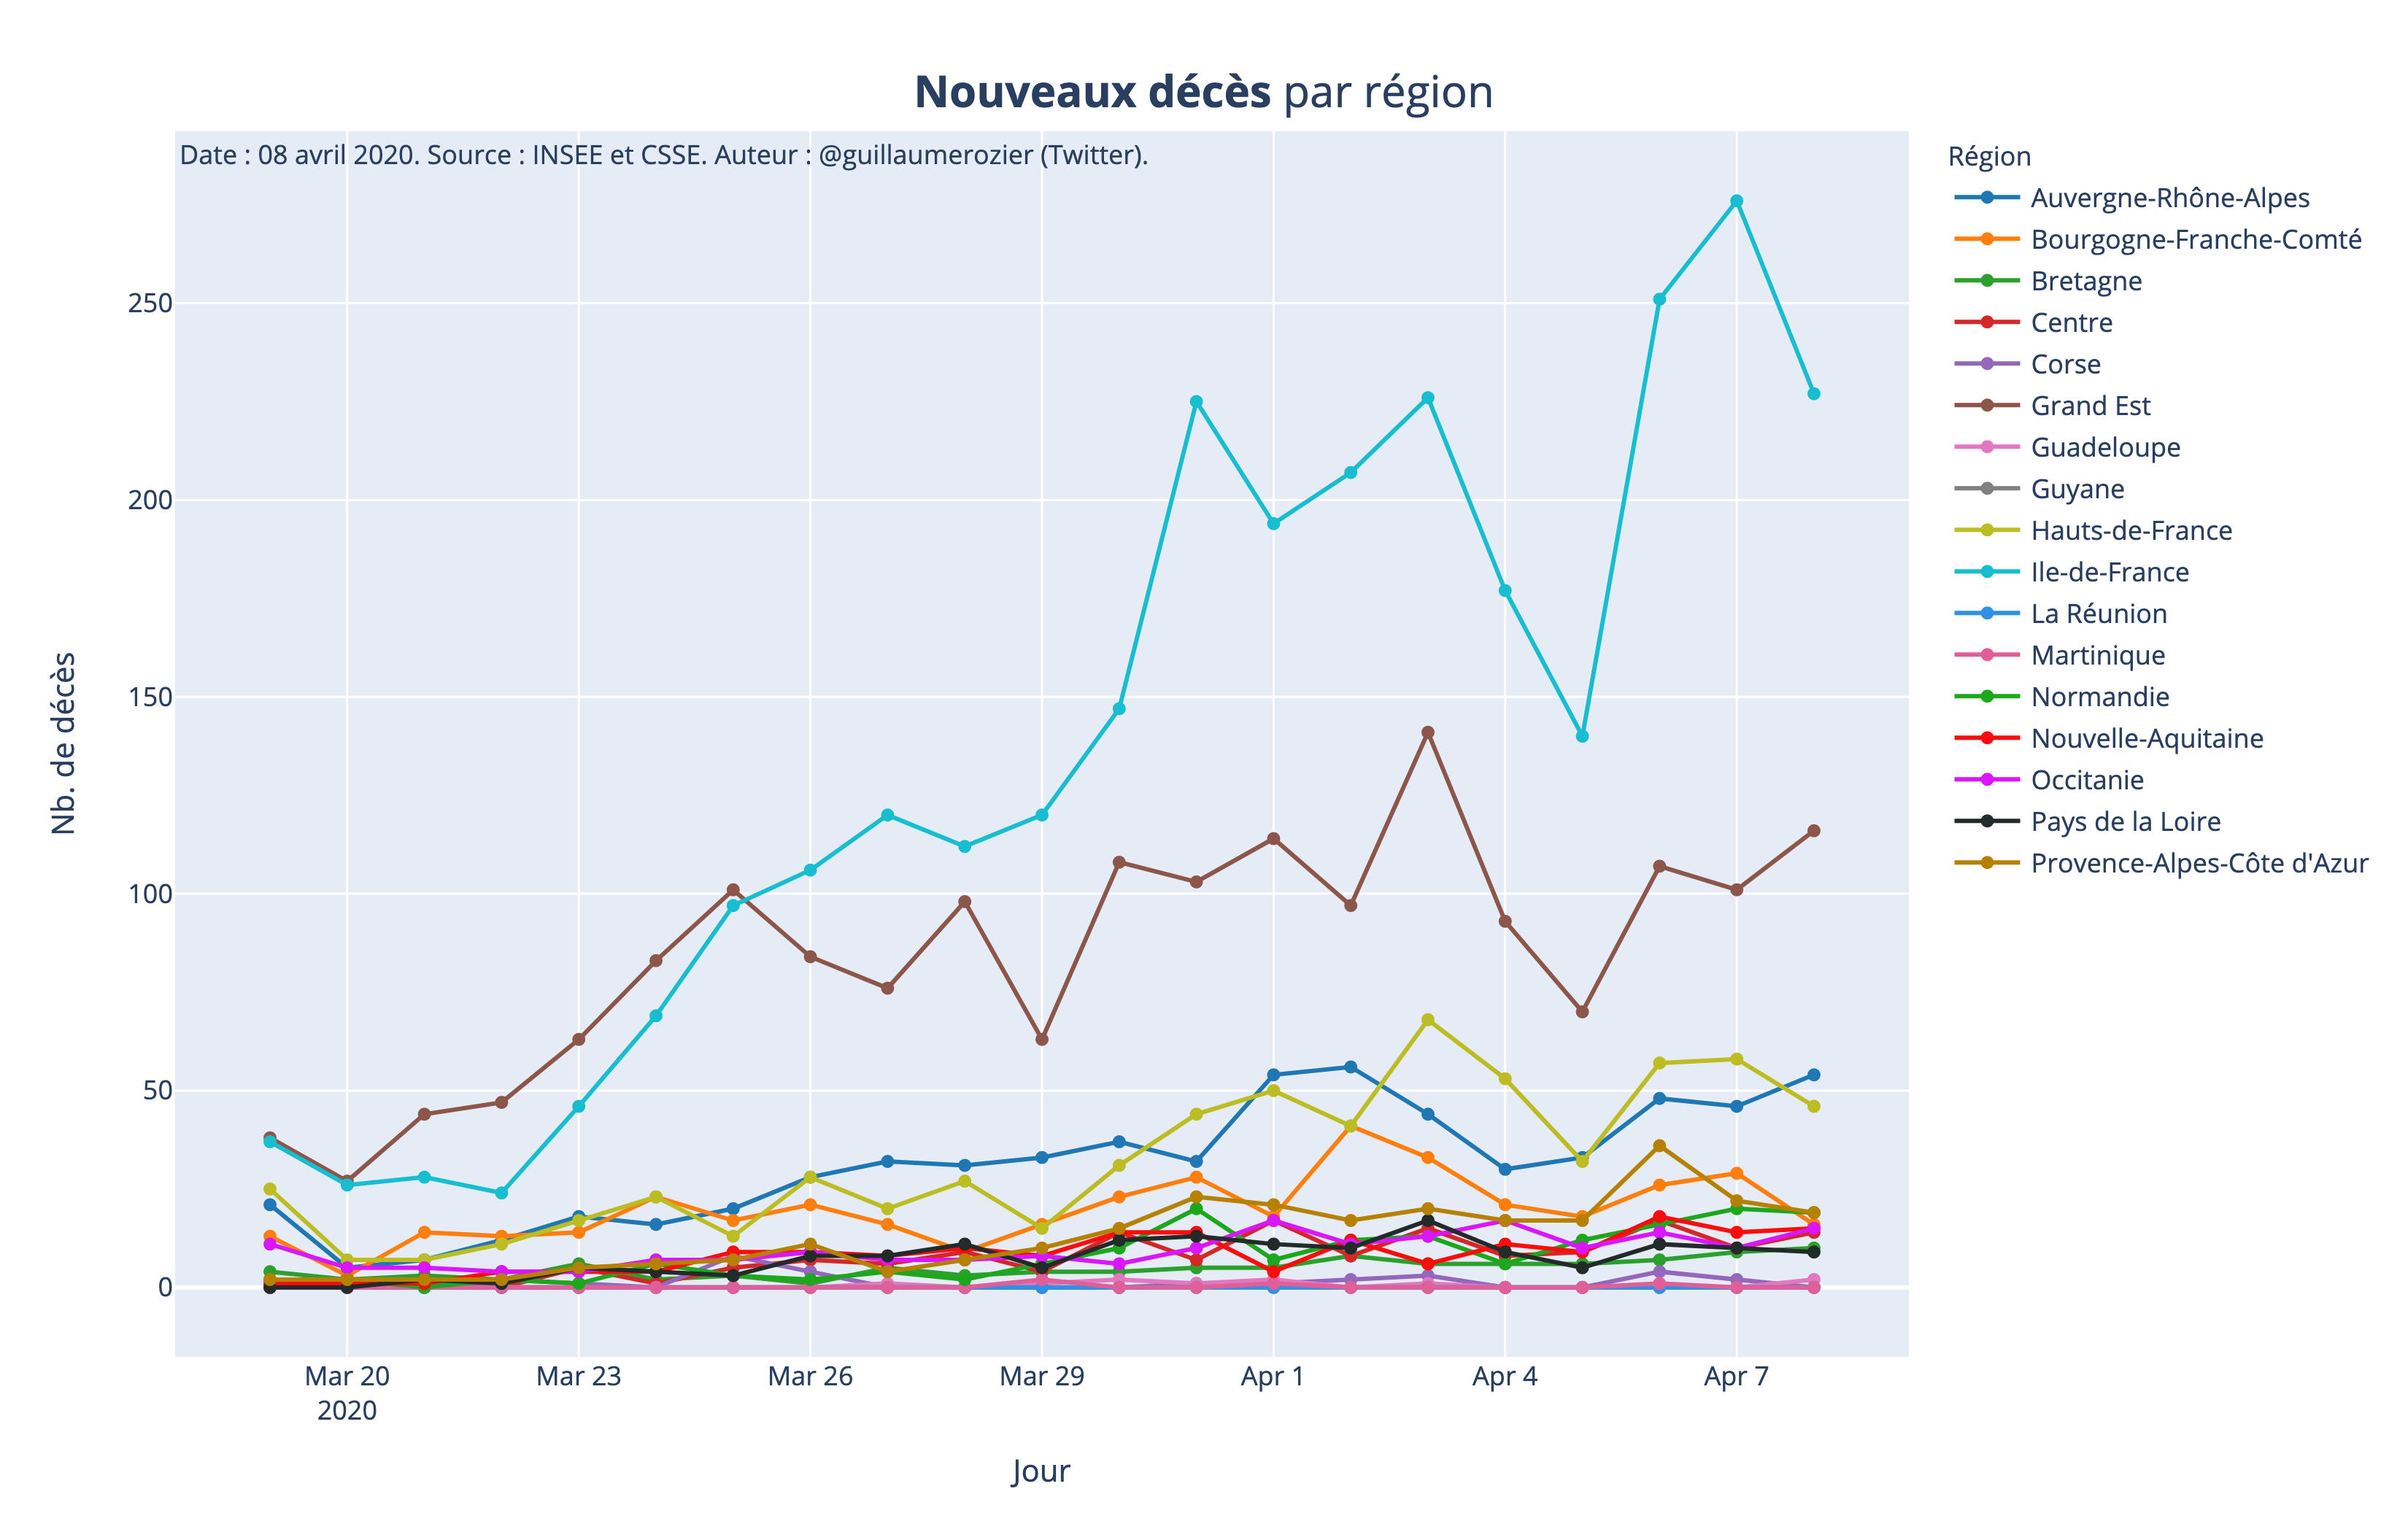 Nouveaux décès par région
Date : 08 avril 2020. Source : INSEE et CSSE. Auteur : @guillaumerozier (Twitter).
Région
Auvergne-Rhône-Alpes
Bourgogne-Franche-Comté
Bretagne
Centre
Corse
Grand Est
Guadeloupe
Guyane
Hauts-de-France
Ile-de-France
La Réunion
Martinique
Normandie
Nouvelle-Aquitaine
Occitanie
Pays de la Loire
Provence-Alpes-Côte d'Azur
Nb. de décès
250
200
150
100
50
0
Mar 20
2020
Mar 23
Mar 26
Mar 29
Apr 1
Apr 4
Apr 7
Jour